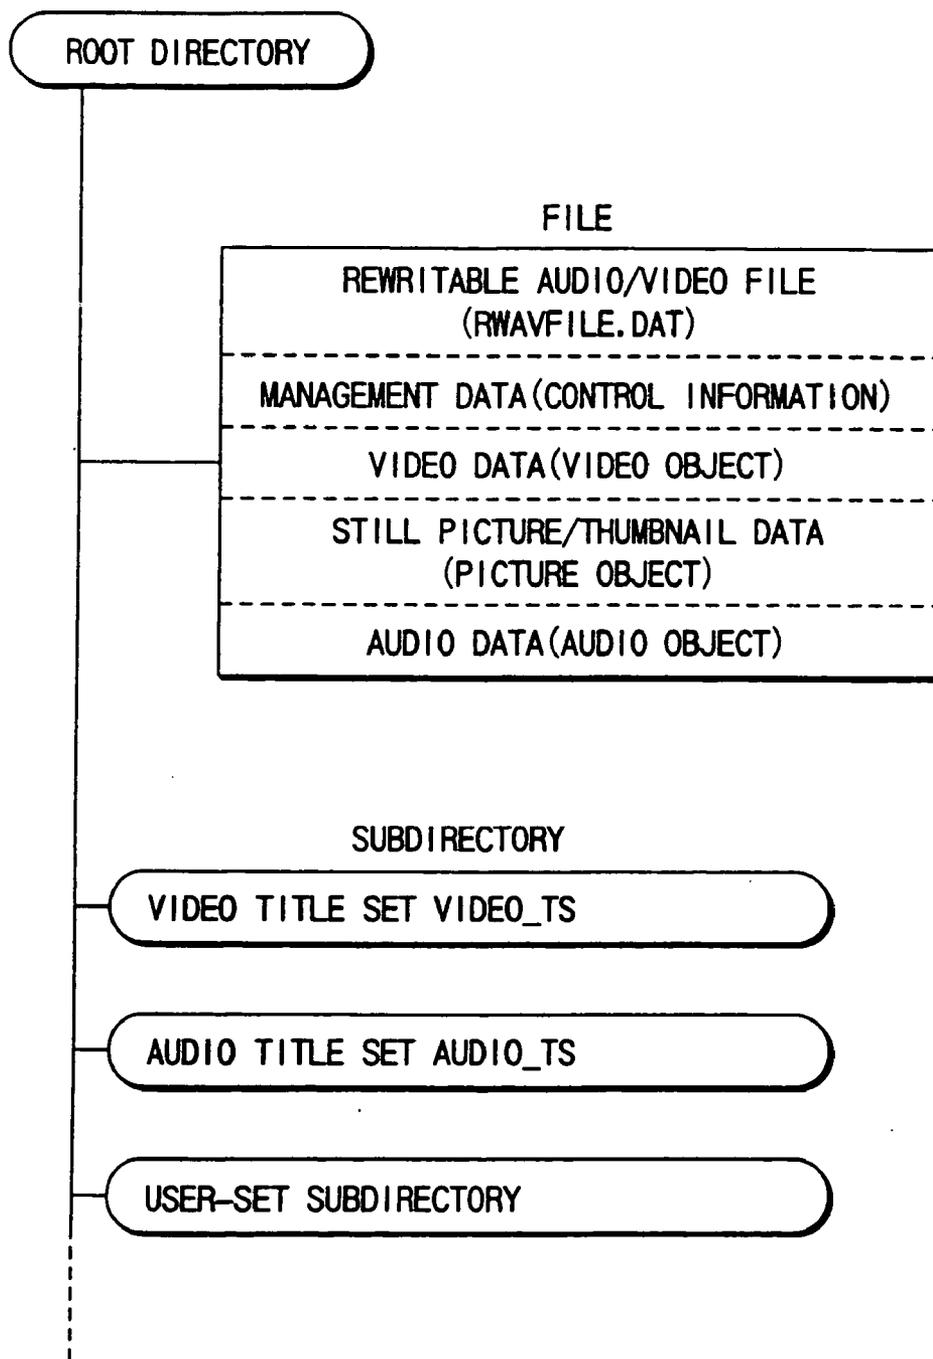 ROOT DIRECTORY
FILE
REWRITABLE AUDIO/VIDEO FILE
(RWAVFILE.DAT)
MANAGEMENT DATA(CONTROL INFORMATION)
VIDEO DATA(VIDEO OBJECT)
STILL PICTURE/THUMBNAIL DATA
(PICTURE OBJECT)
AUDIO DATA(AUDIO OBJECT)
SUBDIRECTORY
VIDEO TITLE SET VIDEO_TS
AUDIO TITLE SET AUDIO_TS
USER-SET SUBDIRECTORY